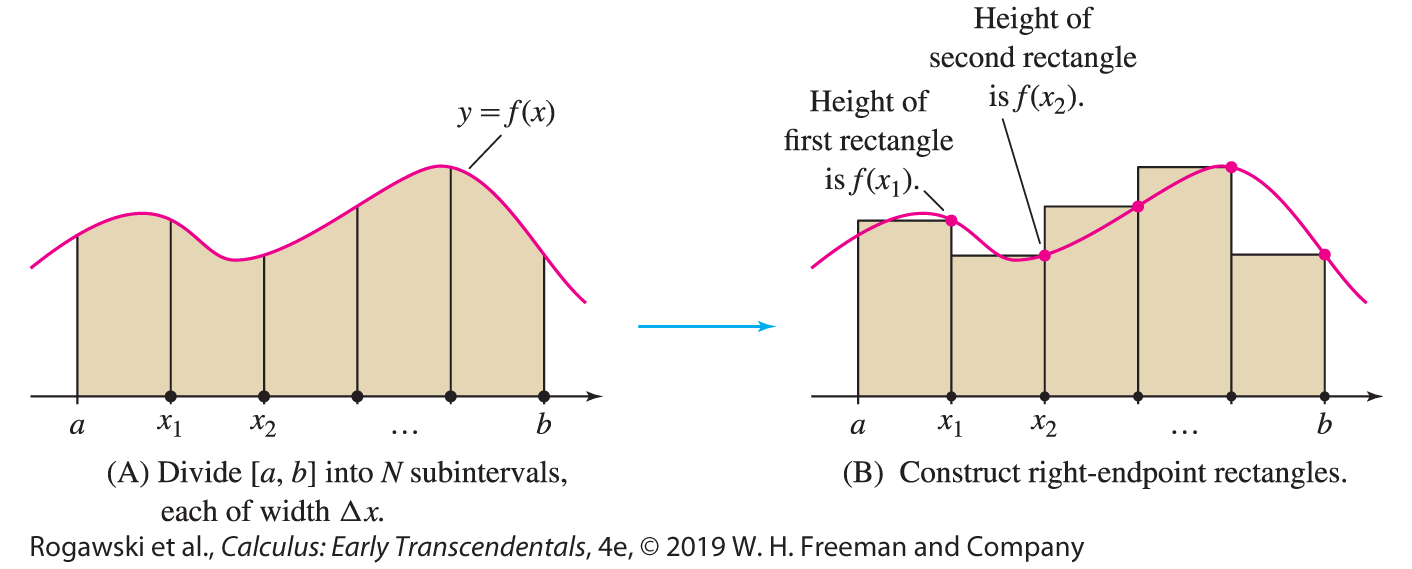 y = f(x)
a
x₁
x₂
...
b
(A) Divide [a, b] into N subintervals,
each of width Δx.
Height of
first rectangle
is f(x₁).
Height of
second rectangle
is f(x₂).
a
x₁
x₂
...
b
(B) Construct right-endpoint rectangles.
Rogawski et al., Calculus: Early Transcendentals, 4e, © 2019 W. H. Freeman and Company